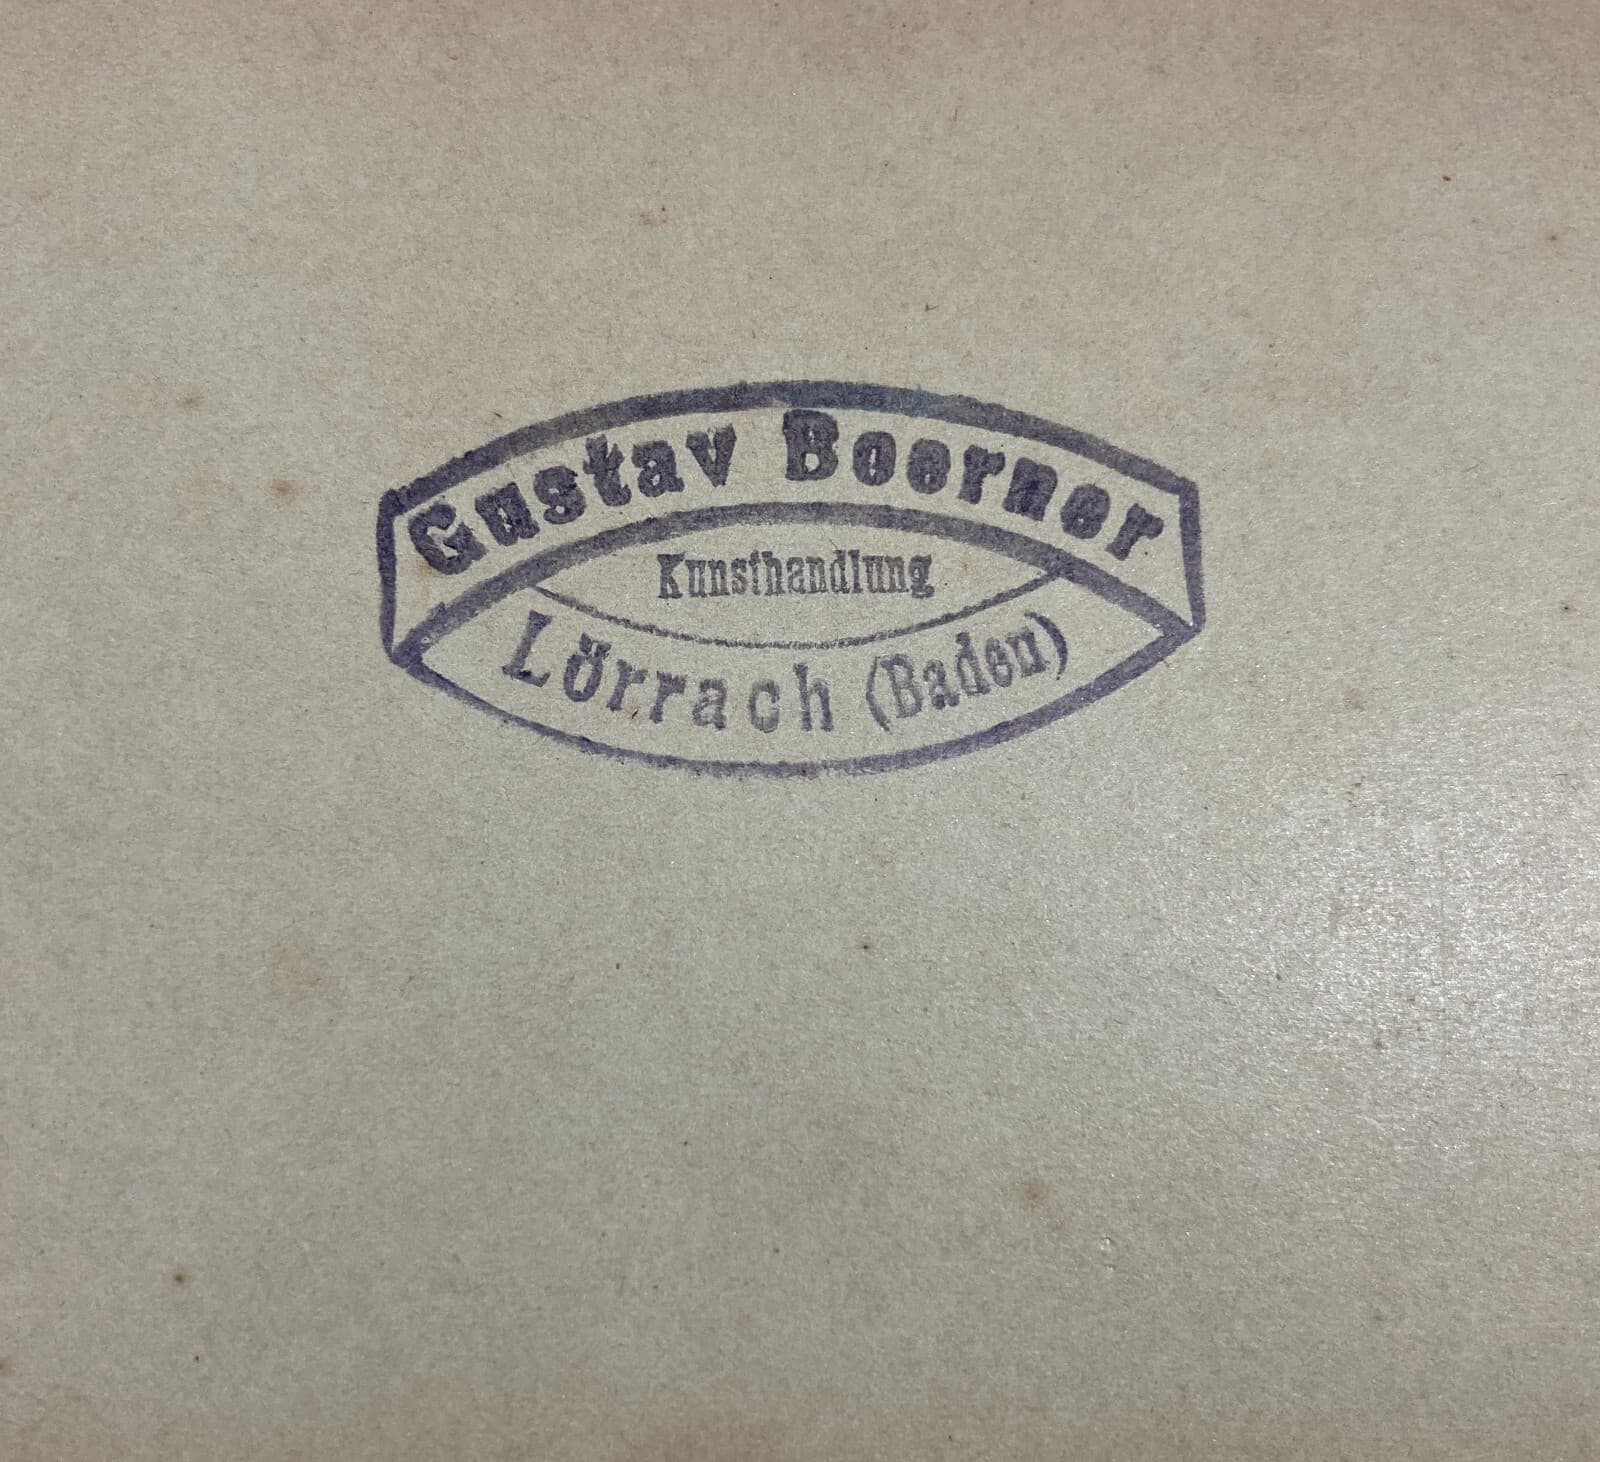 Gustav Boerner
Kunsthandlung
Lörrach (Baden)